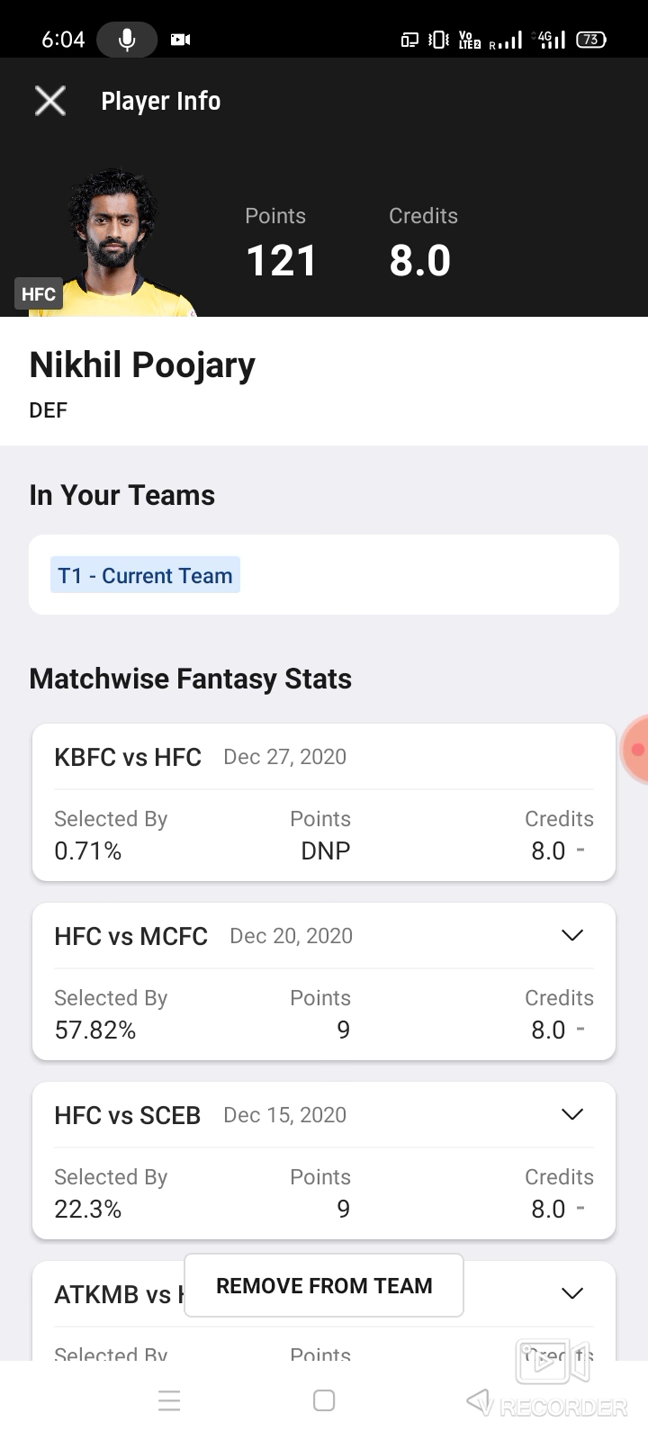 6:04
Vo
LTE2
R
4G
73
Player Info
Points
Credits
121
8.0
HFC
Nikhil Poojary
DEF
In Your Teams
T1 - Current Team
Matchwise Fantasy Stats
KBFC vs HFC Dec 27, 2020
Selected By Points Credits
0.71% DNP 8.0 -
HFC vs MCFC Dec 20, 2020
Selected By Points Credits
57.82% 9 8.0 -
HFC vs SCEB Dec 15, 2020
Selected By Points Credits
22.3% 9 8.0 -
ATKMB vs
REMOVE FROM TEAM
Selected By Points Credits
V RECORDER